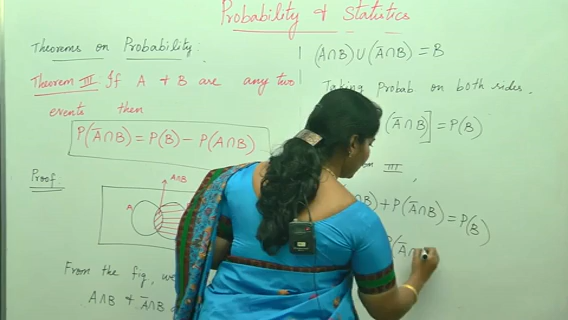 Probability & Statistics
Theorems on Probability:
Theorem III If A & B are any two
events then
P(A̅∩B) = P(B) - P(A∩B)
Proof
A∩B
A
From the fig, we
A∩B & A̅∩B
(A∩B)∪(A̅∩B) = B
Taking Probab on both sides.
(A̅∩B)] = P(B)
III,
∩B) + P(A̅∩B) = P(B)
(A̅∩